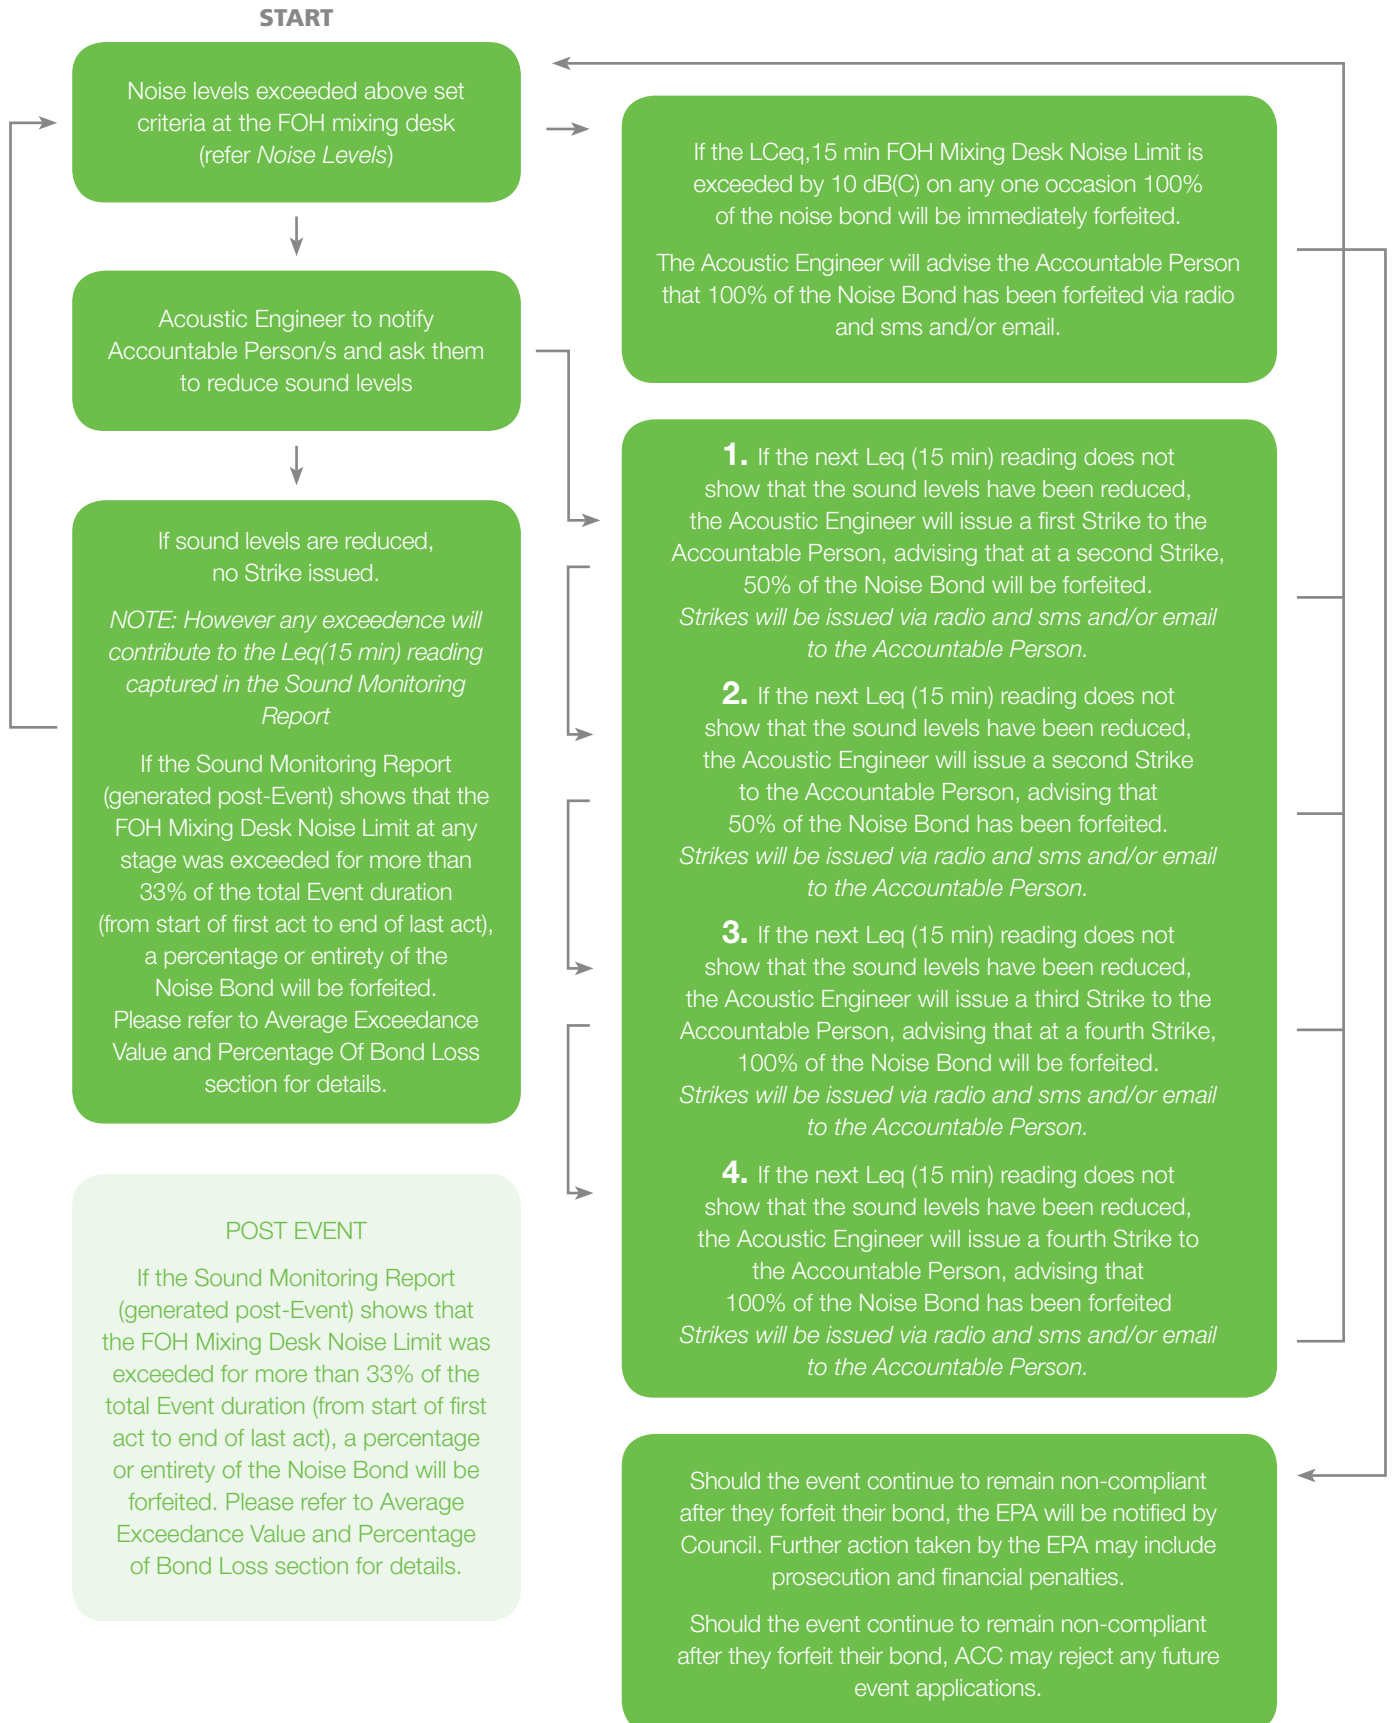 START
Noise levels exceeded above set
criteria at the FOH mixing desk
(refer Noise Levels)
Acoustic Engineer to notify
Accountable Person/s and ask them
to reduce sound levels
If sound levels are reduced,
no Strike issued.
NOTE: However any exceedence will
contribute to the Leq(15 min) reading
captured in the Sound Monitoring
Report
If the Sound Monitoring Report
(generated post-Event) shows that the
FOH Mixing Desk Noise Limit at any
stage was exceeded for more than
33% of the total Event duration
(from start of first act to end of last act),
a percentage or entirety of the
Noise Bond will be forfeited.
Please refer to Average Exceedance
Value and Percentage Of Bond Loss
section for details.
POST EVENT
If the Sound Monitoring Report
(generated post-Event) shows that
the FOH Mixing Desk Noise Limit was
exceeded for more than 33% of the
total Event duration (from start of first
act to end of last act), a percentage
or entirety of the Noise Bond will be
forfeited. Please refer to Average
Exceedance Value and Percentage
of Bond Loss section for details.
If the LCeq,15 min FOH Mixing Desk Noise Limit is
exceeded by 10 dB(C) on any one occasion 100%
of the noise bond will be immediately forfeited.
The Acoustic Engineer will advise the Accountable Person
that 100% of the Noise Bond has been forfeited via radio
and sms and/or email.
1. If the next Leq (15 min) reading does not
show that the sound levels have been reduced,
the Acoustic Engineer will issue a first Strike to the
Accountable Person, advising that at a second Strike,
50% of the Noise Bond will be forfeited.
Strikes will be issued via radio and sms and/or email
to the Accountable Person.
2. If the next Leq (15 min) reading does not
show that the sound levels have been reduced,
the Acoustic Engineer will issue a second Strike
to the Accountable Person, advising that
50% of the Noise Bond has been forfeited.
Strikes will be issued via radio and sms and/or email
to the Accountable Person.
3. If the next Leq (15 min) reading does not
show that the sound levels have been reduced,
the Acoustic Engineer will issue a third Strike to the
Accountable Person, advising that at a fourth Strike,
100% of the Noise Bond will be forfeited.
Strikes will be issued via radio and sms and/or email
to the Accountable Person.
4. If the next Leq (15 min) reading does not
show that the sound levels have been reduced,
the Acoustic Engineer will issue a fourth Strike to
the Accountable Person, advising that
100% of the Noise Bond has been forfeited
Strikes will be issued via radio and sms and/or email
to the Accountable Person.
Should the event continue to remain non-compliant
after they forfeit their bond, the EPA will be notified by
Council. Further action taken by the EPA may include
prosecution and financial penalties.
Should the event continue to remain non-compliant
after they forfeit their bond, ACC may reject any future
event applications.